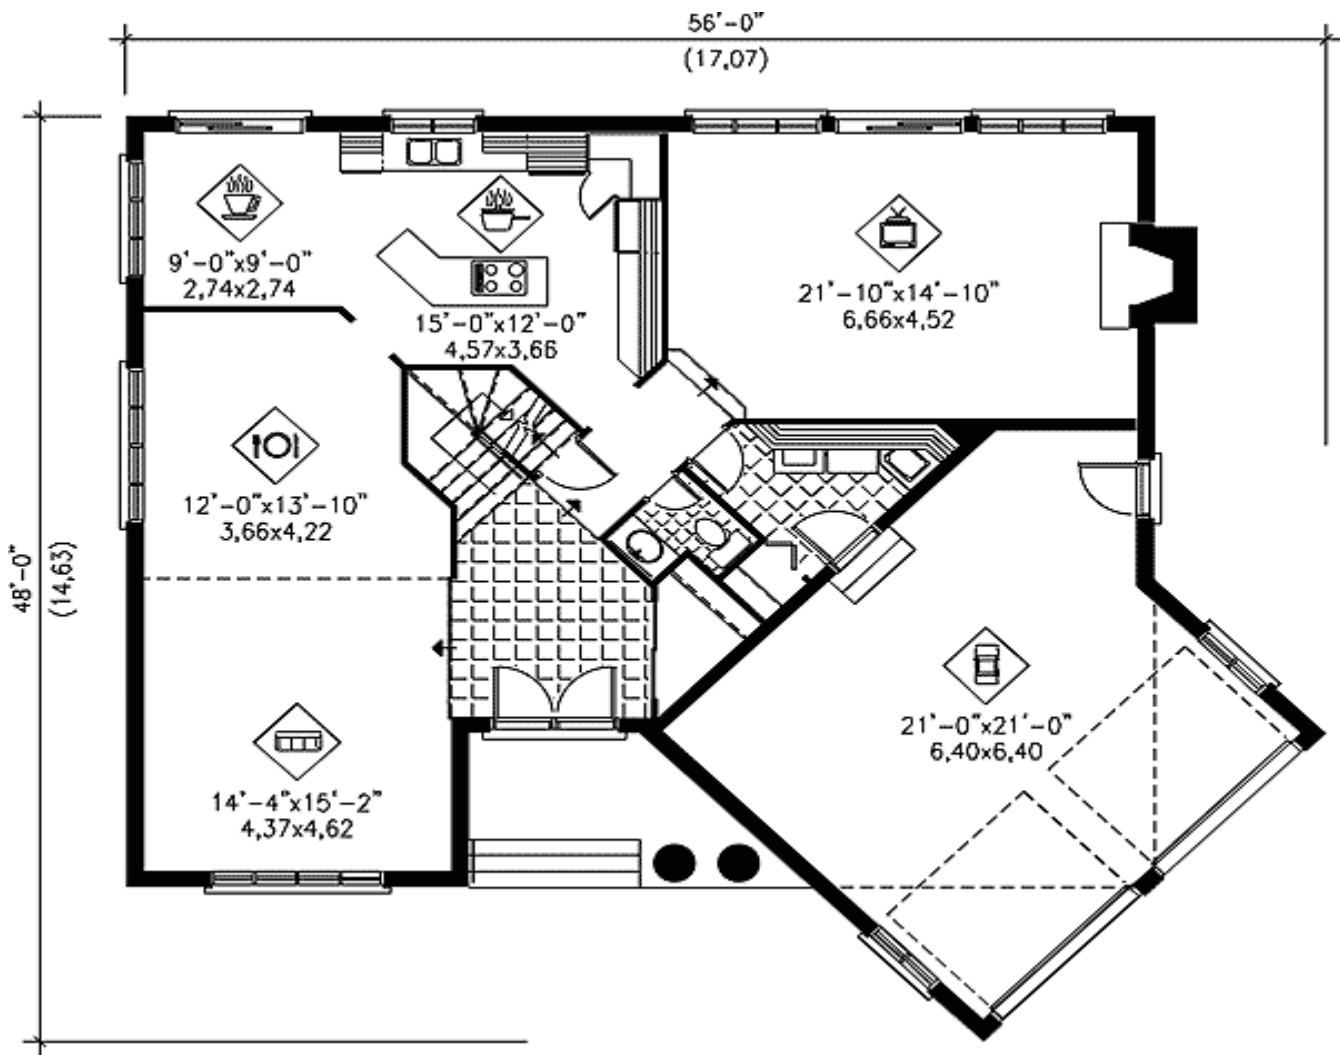 56'-0"
(17,07)
9'-0"x9'-0"
2,74x2,74
15'-0"x12'-0"
4,57x3,66
21'-10"x14'-10"
6,66x4,52
12'-0"x13'-10"
3,66x4,22
48'-0"
(14,63)
21'-0"x21'-0"
6,40x6,40
14'-4"x15'-2"
4,37x4,62